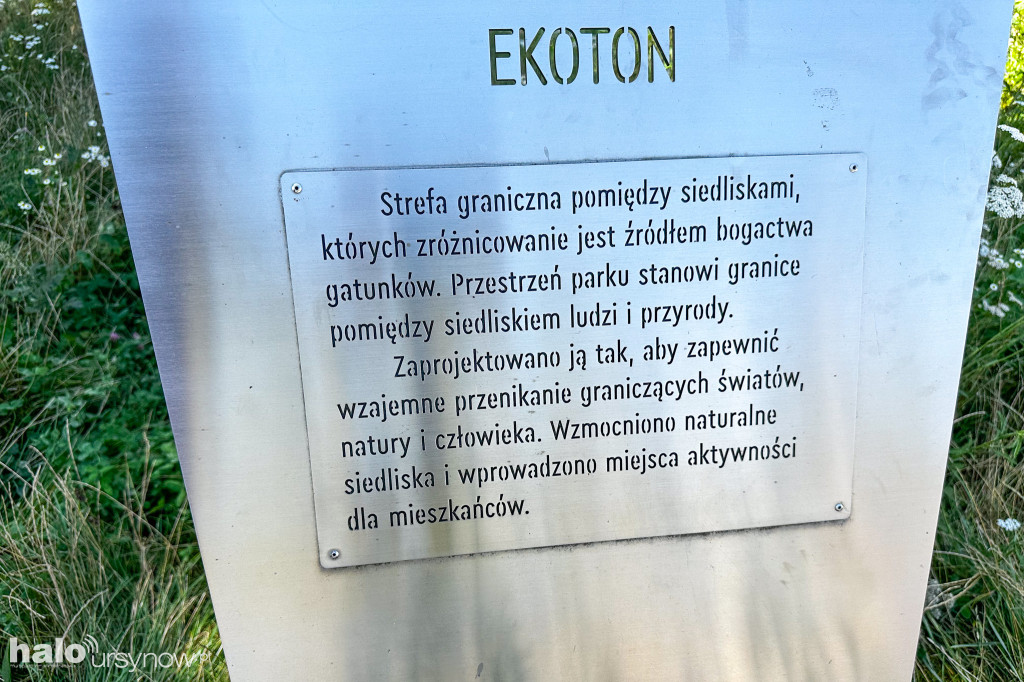 EKOTON
Strefa graniczna pomiędzy siedliskami,
których zróżnicowanie jest źródłem bogactwa
gatunków. Przestrzeń parku stanowi granice
pomiędzy siedliskiem ludzi i przyrody.
Zaprojektowano ją tak, aby zapewnić
wzajemne przenikanie graniczących światów,
natury i człowieka. Wzmocniono naturalne
siedliska i wprowadzono miejsca aktywności
dla mieszkańców.
halo ursynow